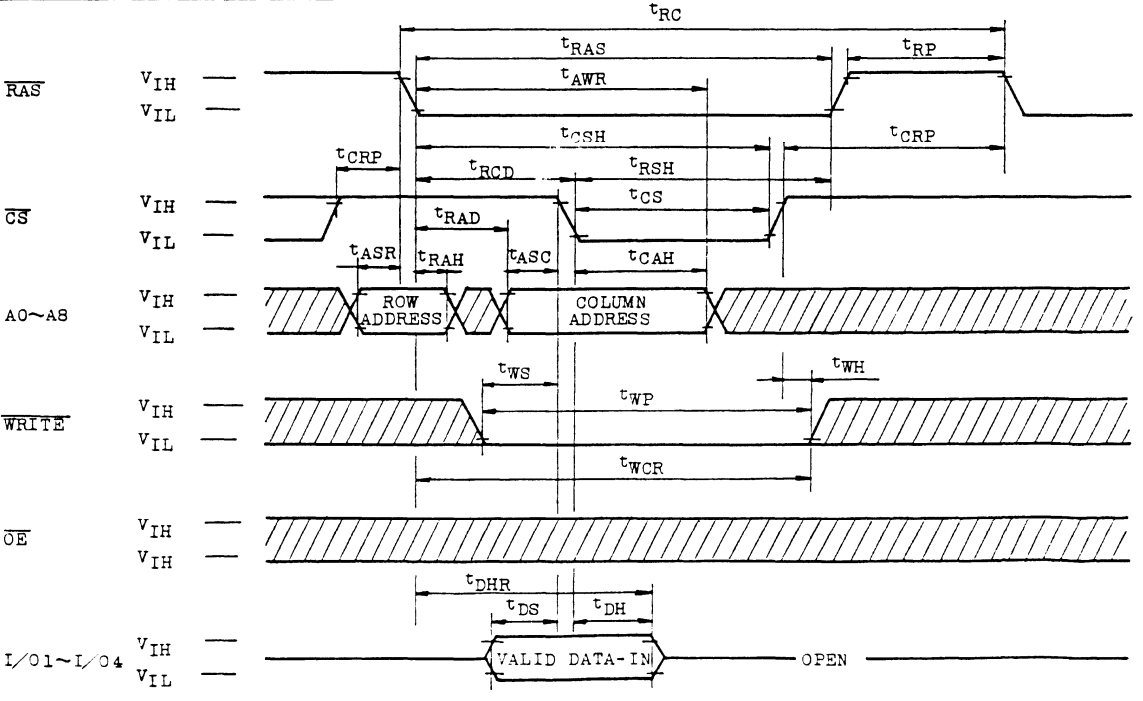 tRC
tRAS
tRP
RAS
VIH
tAWR
VIL
tCSH
tCRP
tCRP
tRCD
tRSH
CS
VIH
tCS
tRAD
VIL
tASR
tRAH
tASC
tCAH
A0~A8
VIH
ROW ADDRESS
COLUMN ADDRESS
VIL
tWS
tWH
WRITE
VIH
tWP
VIL
tWCR
OE
VIH
VIH
tDHR
tDS
tDH
I/O1~I/O4
VIH
VALID DATA-IN
OPEN
VIL